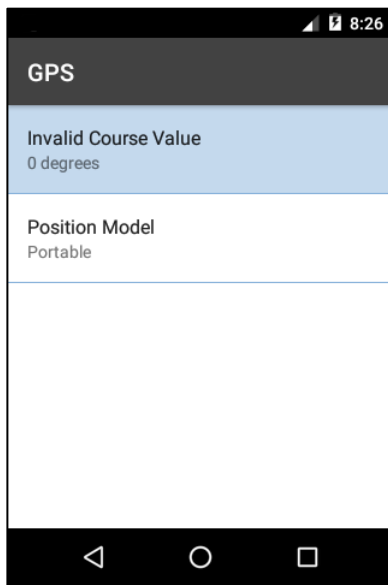 8:26
GPS
Invalid Course Value
0 degrees
Position Model
Portable